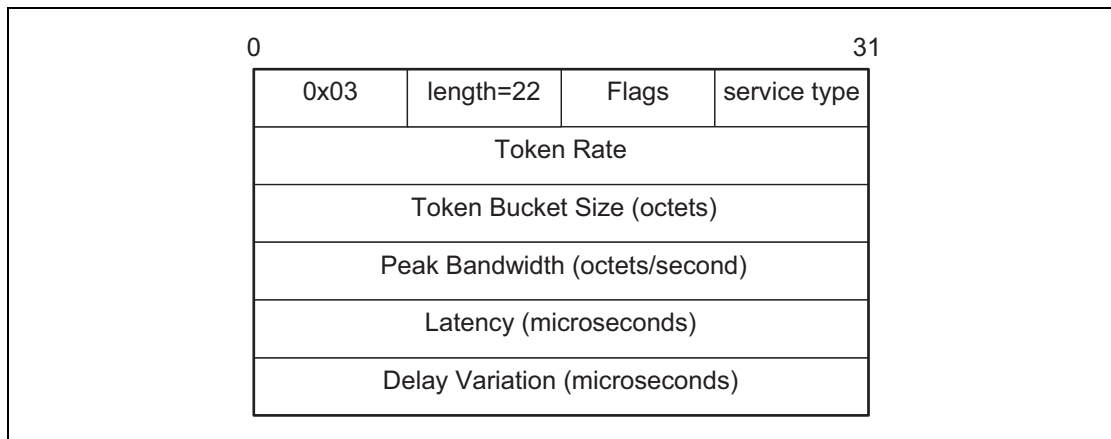 0 31
0x03 length=22 Flags service type
Token Rate
Token Bucket Size (octets)
Peak Bandwidth (octets/second)
Latency (microseconds)
Delay Variation (microseconds)